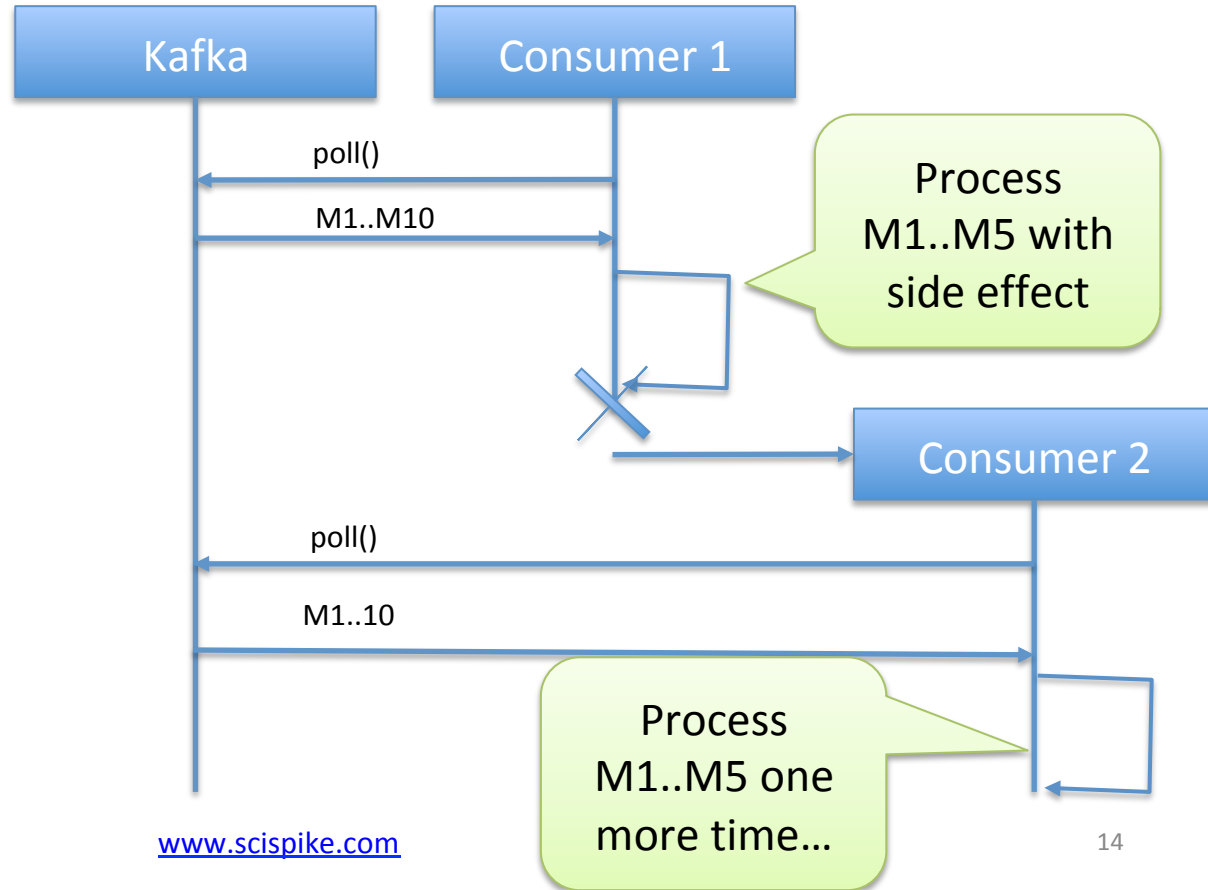 Kafka
Consumer 1
poll()
M1..M10
Process
M1..M5 with
side effect
Consumer 2
poll()
M1..10
Process
M1..M5 one
more time…
www.scispike.com
14